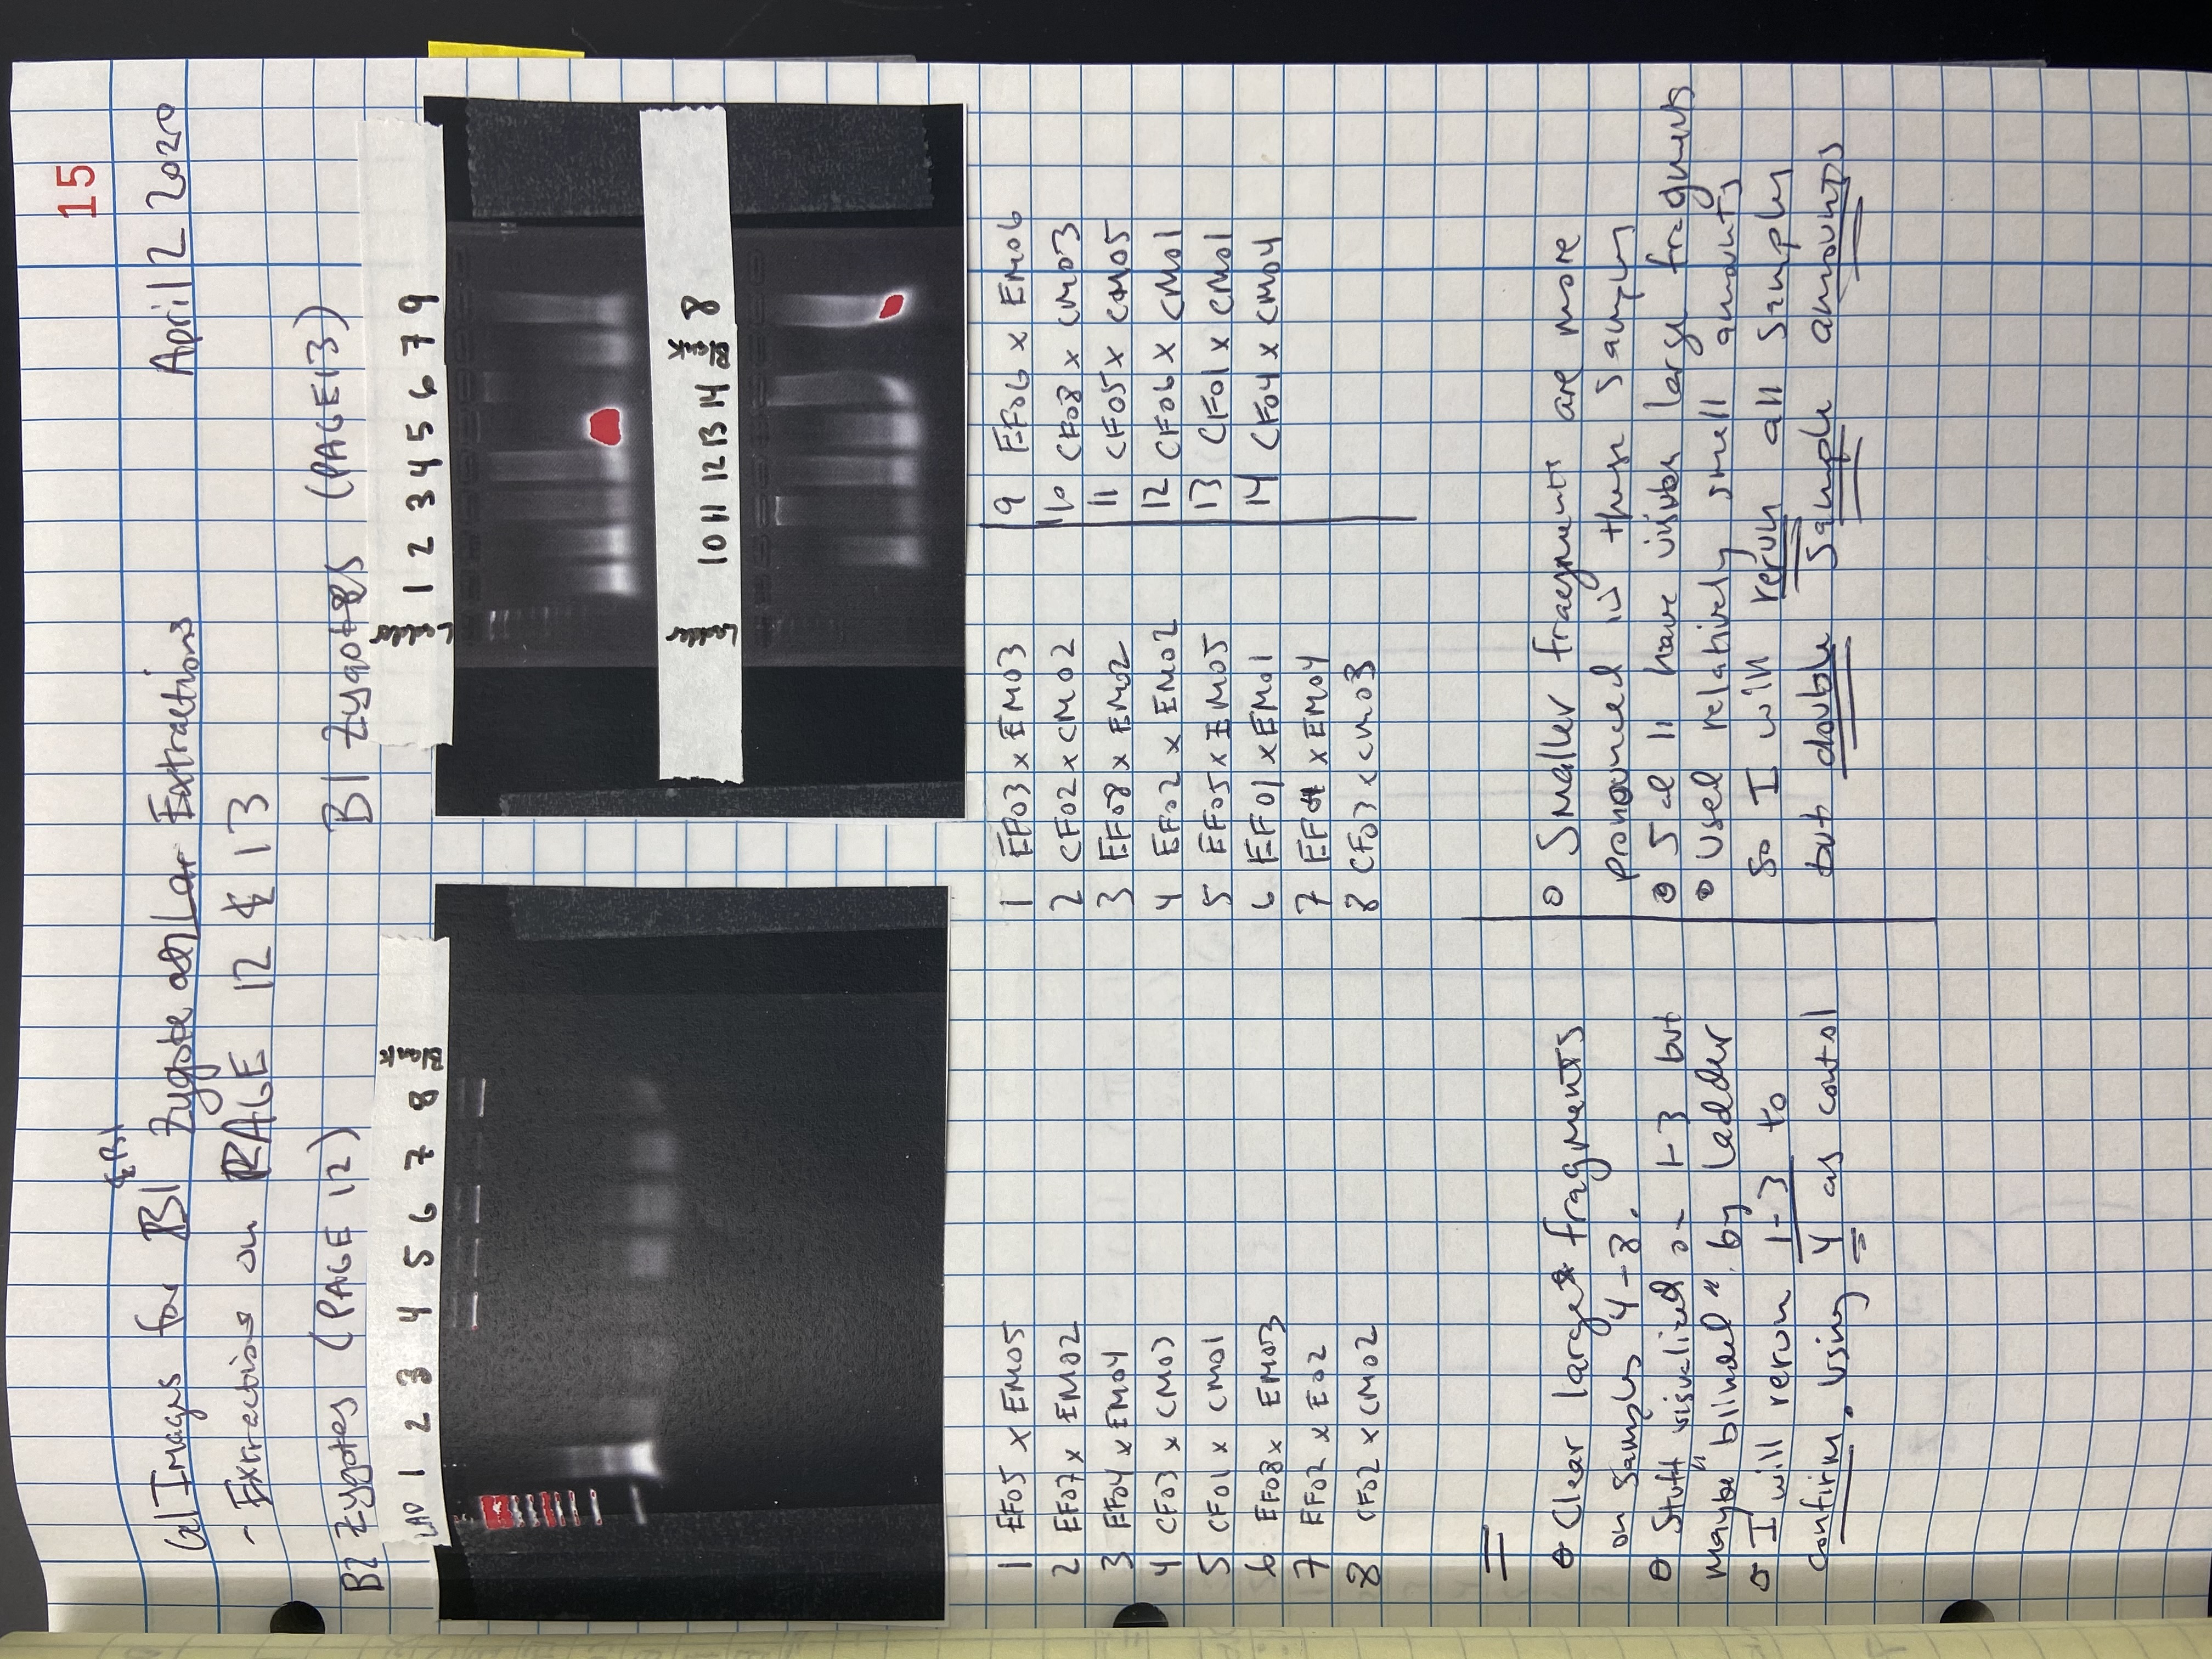 15
& B1
Gel Images for B1 Zygote Extractions April 2 2020
- Extractions on PAGE 12 & 13
B2 Zygotes (PAGE 12)
B1 Zygotes (PAGE 13)
LAD 1 2 3 4 5 6 7 8 Blank
Ladder 1 2 3 4 5 6 7 9
Ladder 10 11 12 13 14 Blank 8
1 EF05 x EM05
2 EF07 x EM02
3 EF04 x EM04
4 CF03 x CM03
5 CF01 x CM01
6 EF08 x EM03
7 EF02 x E02
8 CF02 x CM02
1 EF03 x EM03
2 CF02 x CM02
3 EF08 x EM02
4 EF02 x EM02
5 EF05 x EM05
6 EF01 x EM01
7 EF04 x EM04
8 CF03 x CM03
9 EF06 x EM06
10 CF08 x CM03
11 CF05 x CM05
12 CF06 x CM01
13 CF01 x CM01
14 CF04 x CM04
Clear large fragments
on samples 4-8.
Stuff visualized on 1-3 but
maybe "blinded" by ladder
I will rerun 1-3 to
confirm. Using 4 as control
Smaller fragments are more
pronounced in these samples
5 & 11 have visible large fragments
Used relatively small amounts
so I will rerun all samples
but double sample amounts